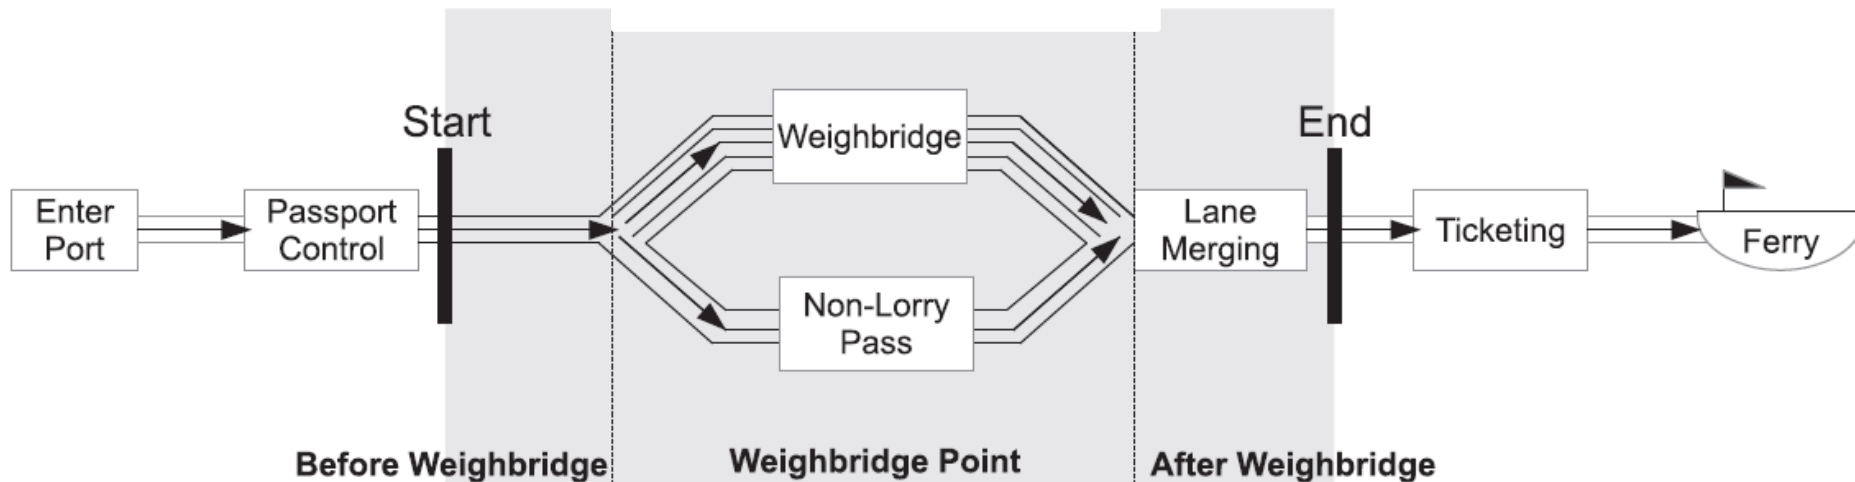 Start
End
Enter
Port
Passport
Control
Weighbridge
Non-Lorry
Pass
Lane
Merging
Ticketing
Ferry
Before Weighbridge
Weighbridge Point
After Weighbridge